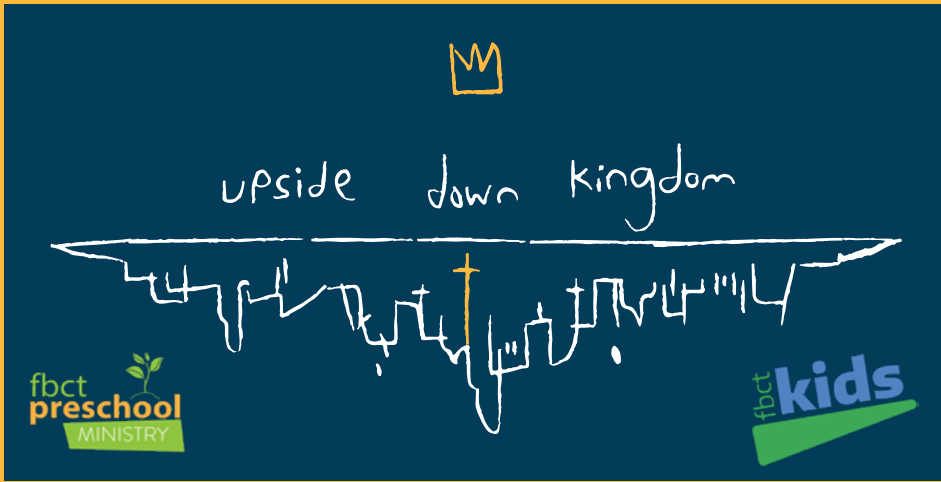 upside down kingdom
fbct
preschool
MINISTRY
fbct
kids